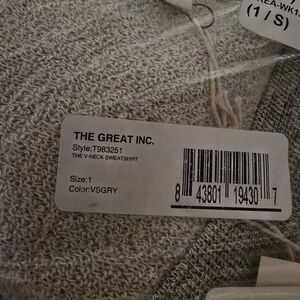 (1 / S)
THE GREAT INC.
Style:T983251
THE V-NECK SWEATSHIRT
Size:1
Color:VSGRY
8 43801 19430 7